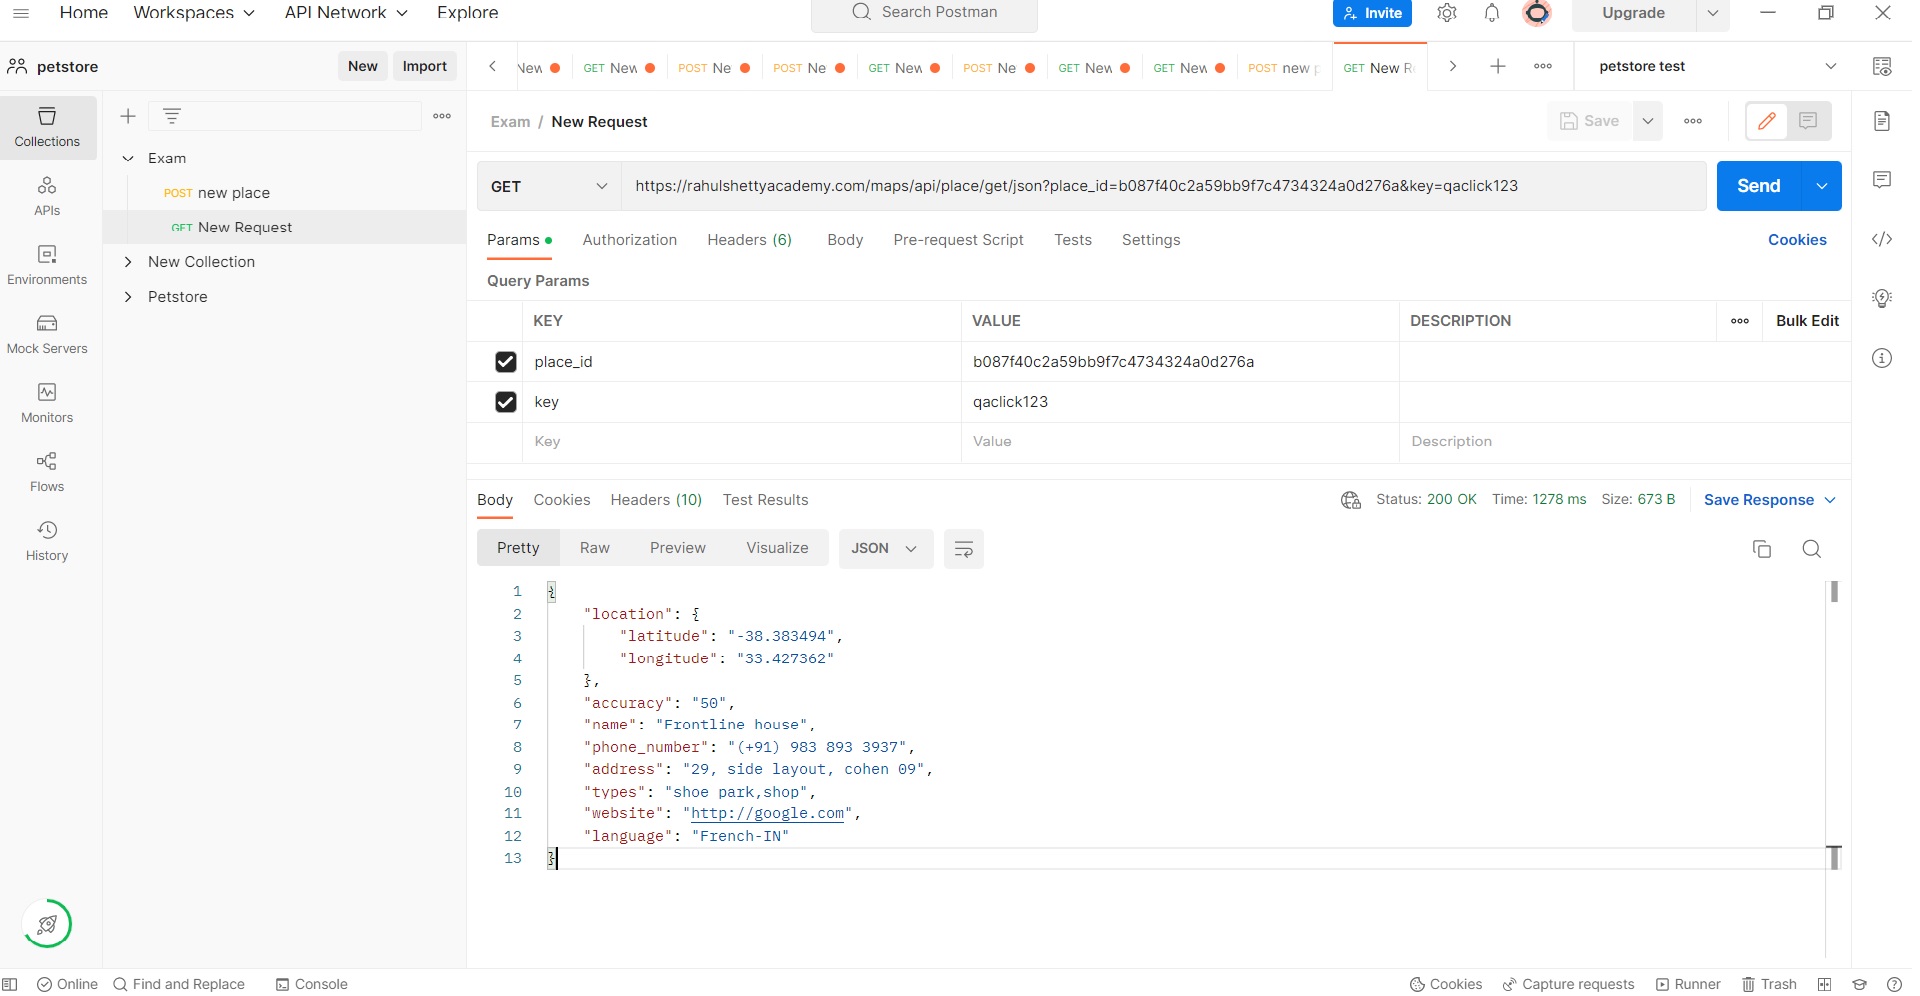 Home Workspaces API Network Explore Search Postman Invite Upgrade
petstore New Import New GET New POST Ne POST Ne GET New POST Ne GET New GET New POST new p GET New R petstore test
Collections
APIs
Environments
Mock Servers
Monitors
Flows
History
Exam
POST new place
GET New Request
New Collection
Petstore
Exam / New Request Save
GET https://rahulshettyacademy.com/maps/api/place/get/json?place_id=b087f40c2a59bb9f7c4734324a0d276a&key=qaclick123 Send
Params Authorization Headers (6) Body Pre-request Script Tests Settings Cookies
Query Params
KEY VALUE DESCRIPTION Bulk Edit
place_id b087f40c2a59bb9f7c4734324a0d276a
key qaclick123
Key Value Description
Body Cookies Headers (10) Test Results Status: 200 OK Time: 1278 ms Size: 673 B Save Response
Pretty Raw Preview Visualize JSON
1 {
2 "location": {
3 "latitude": "-38.383494",
4 "longitude": "33.427362"
5 },
6 "accuracy": "50",
7 "name": "Frontline house",
8 "phone_number": "(+91) 983 893 3937",
9 "address": "29, side layout, cohen 09",
10 "types": "shoe park,shop",
11 "website": "http://google.com",
12 "language": "French-IN"
13 }
Online Find and Replace Console Cookies Capture requests Runner Trash